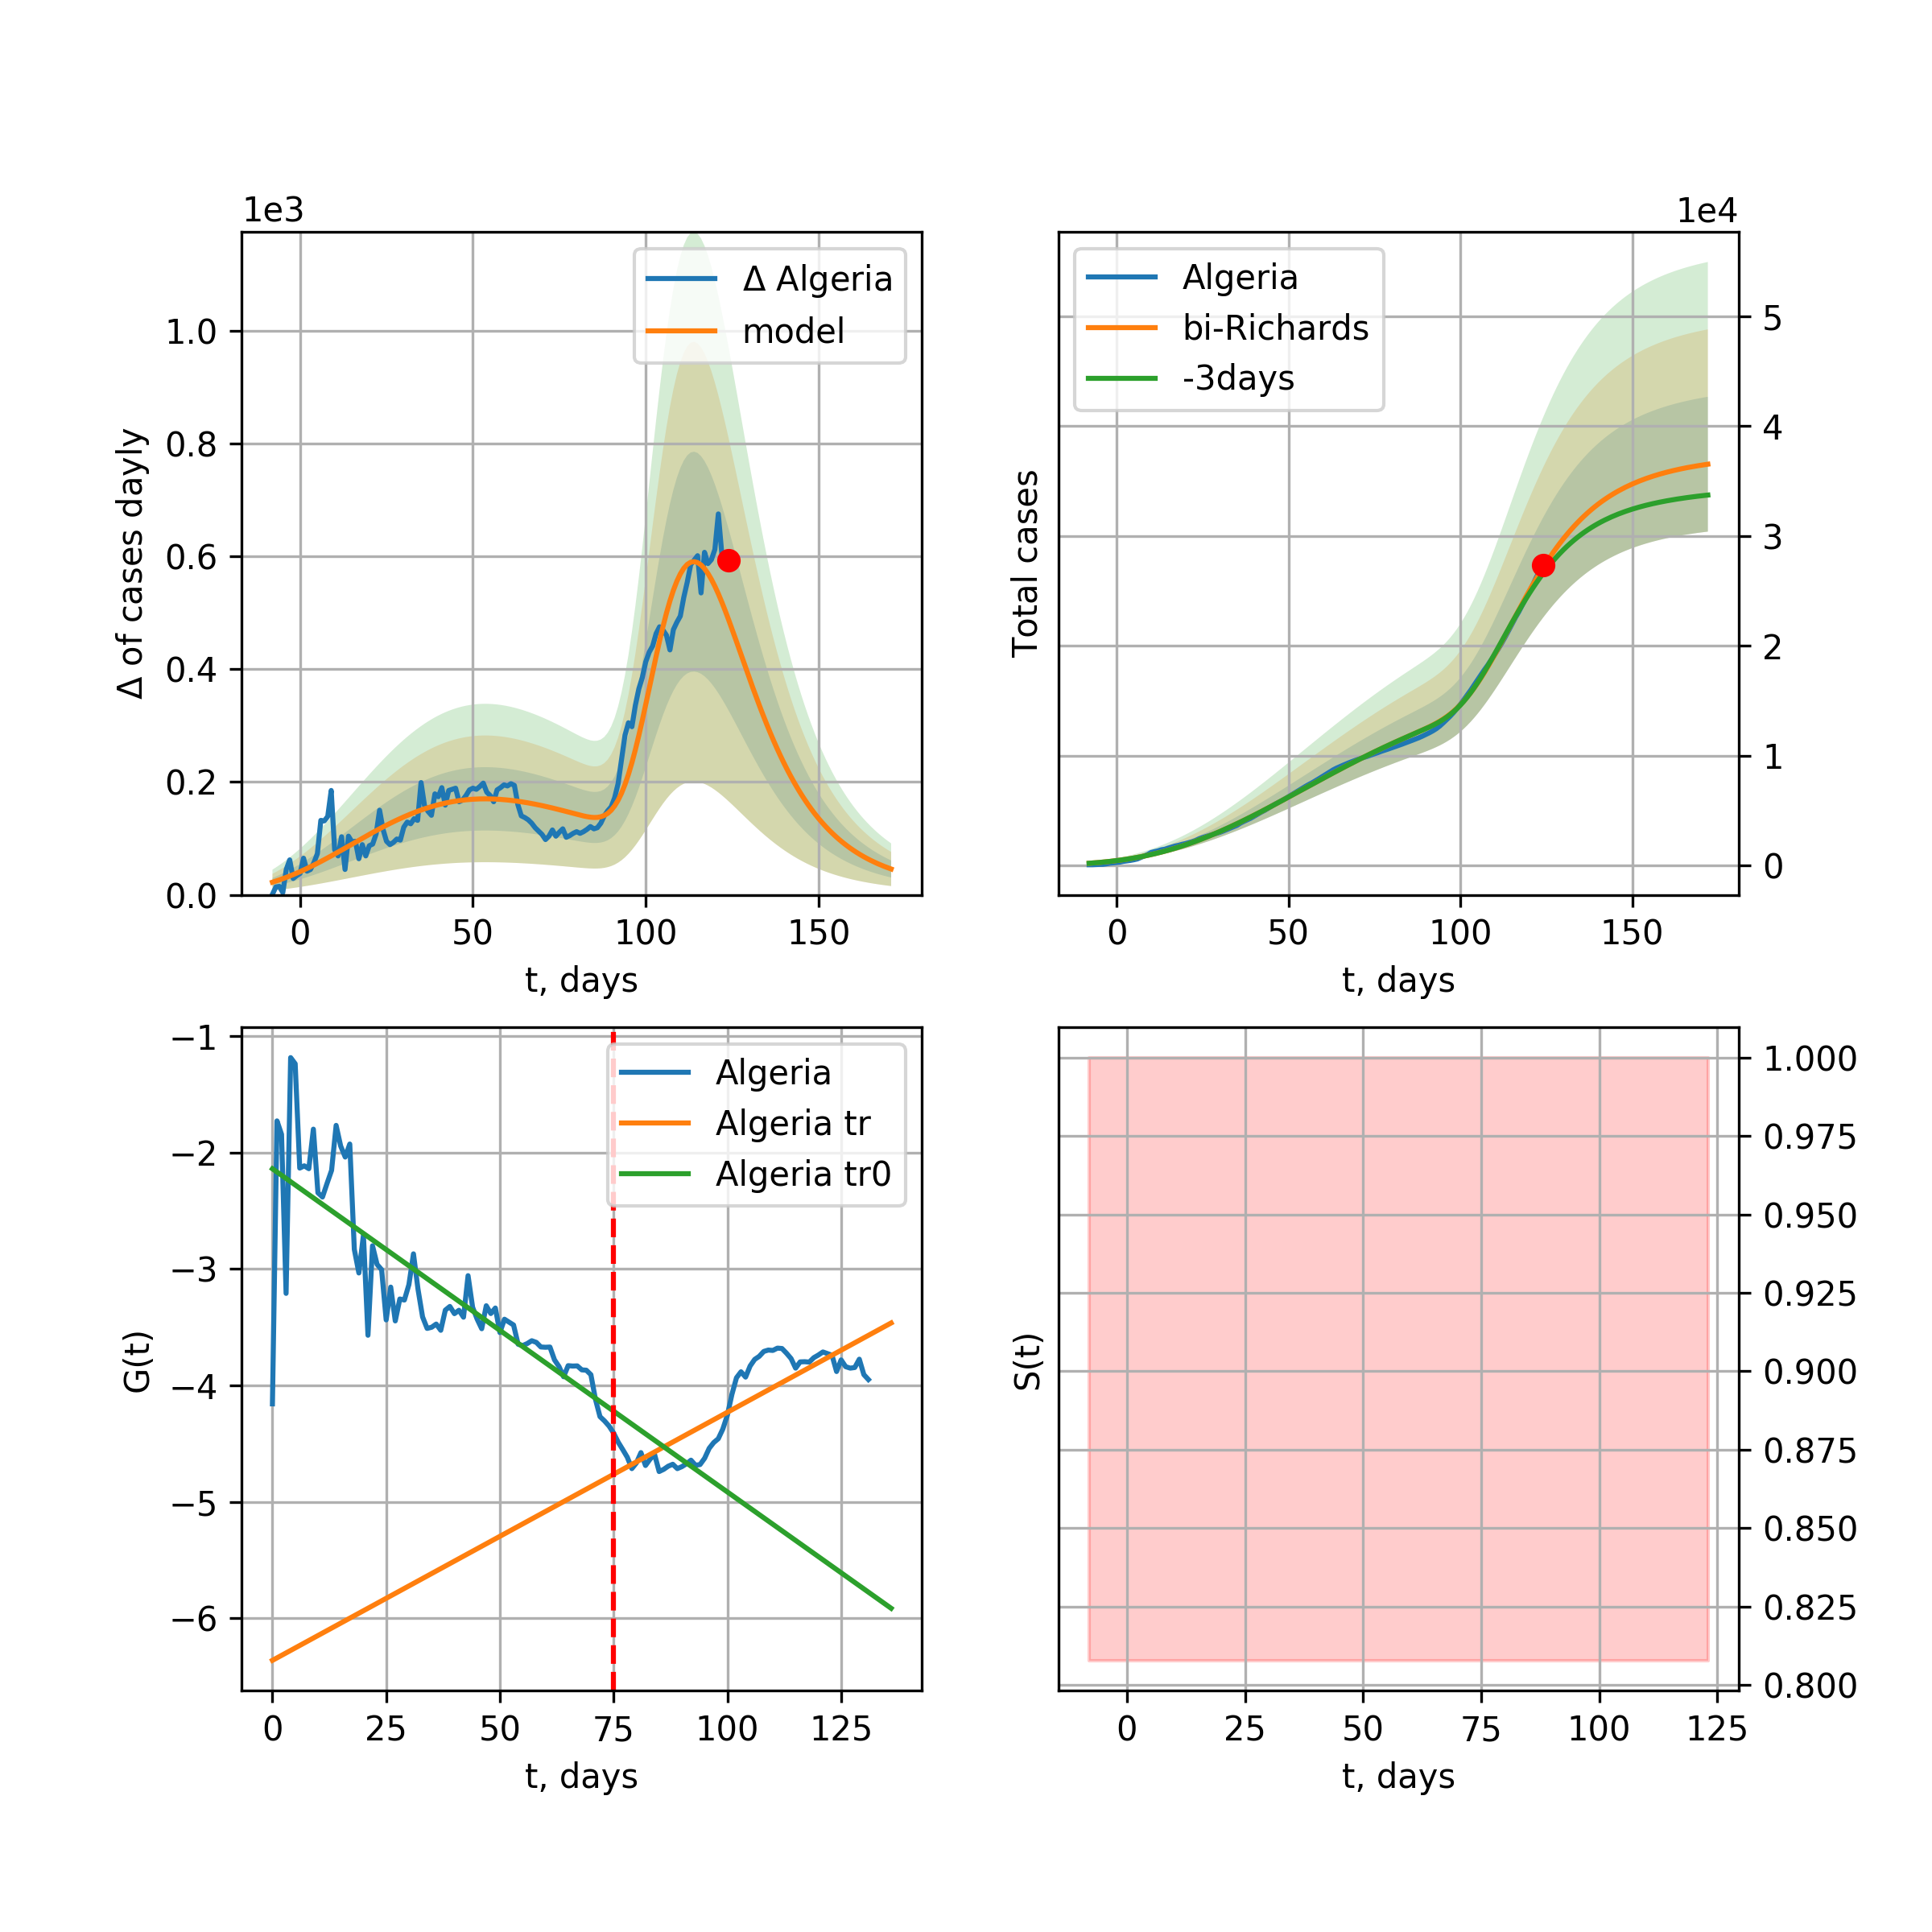 1e3
Δ of cases dayly
1.0
0.8
0.6
0.4
0.2
0.0
0 50 100 150
t, days
Δ Algeria
model
1e4
Total cases
5
4
3
2
1
0
0 50 100 150
t, days
Algeria
bi-Richards
-3days
G(t)
−1
−2
−3
−4
−5
−6
0 25 50 75 100 125
t, days
Algeria
Algeria tr
Algeria tr0
S(t)
1.000
0.975
0.950
0.925
0.900
0.875
0.850
0.825
0.800
0 25 50 75 100 125
t, days